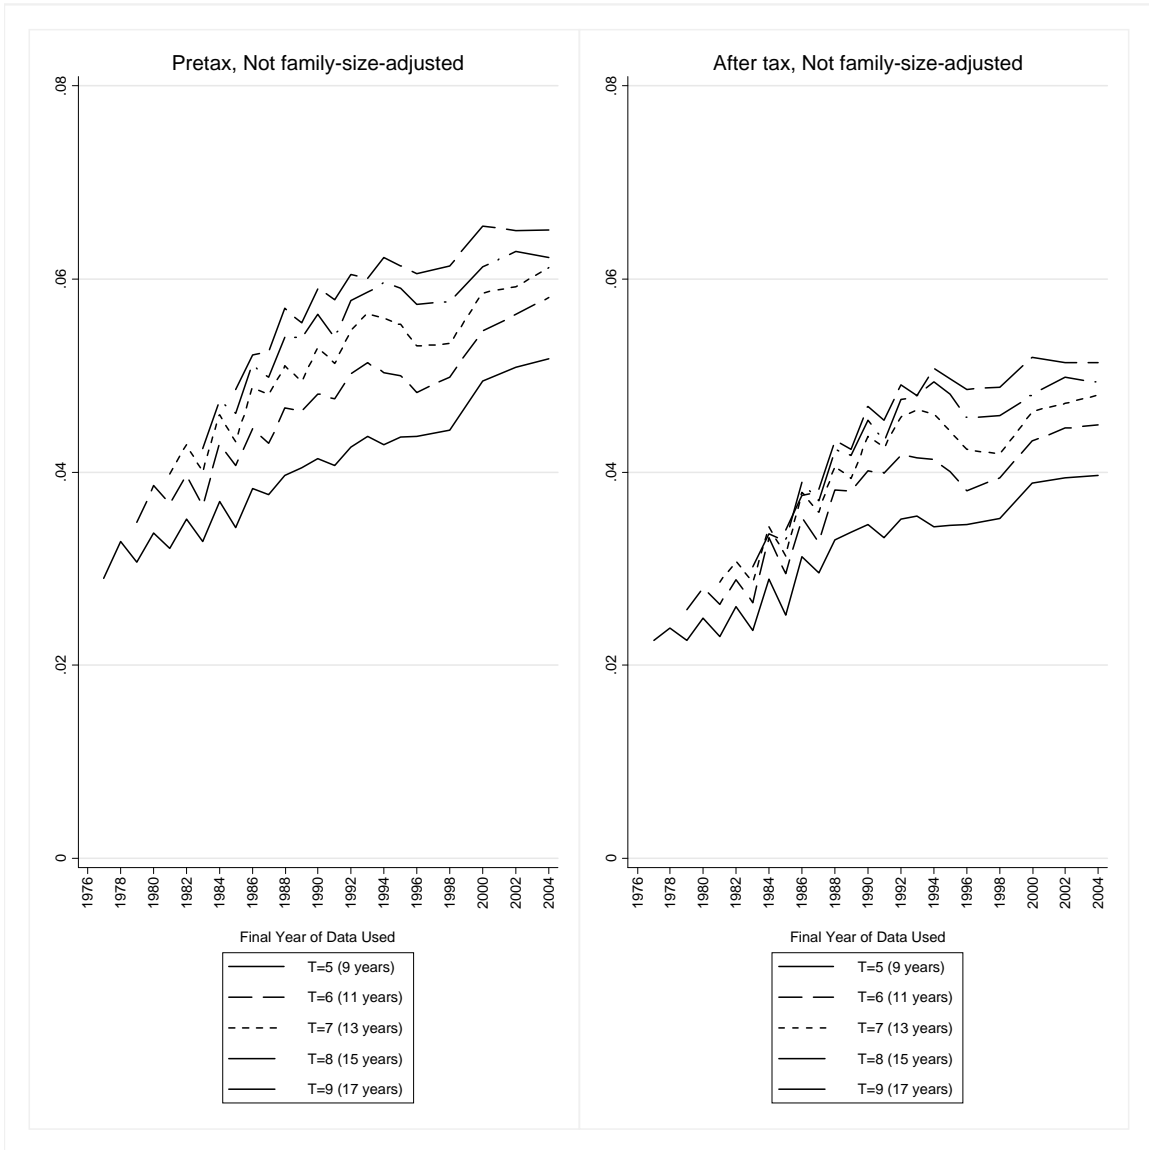 Pretax, Not family-size-adjusted
.08
.06
.04
.02
0
1976 1978 1980 1982 1984 1986 1988 1990 1992 1994 1996 1998 2000 2002 2004
Final Year of Data Used
T=5 (9 years)
T=6 (11 years)
T=7 (13 years)
T=8 (15 years)
T=9 (17 years)
After tax, Not family-size-adjusted
.08
.06
.04
.02
0
1976 1978 1980 1982 1984 1986 1988 1990 1992 1994 1996 1998 2000 2002 2004
Final Year of Data Used
T=5 (9 years)
T=6 (11 years)
T=7 (13 years)
T=8 (15 years)
T=9 (17 years)